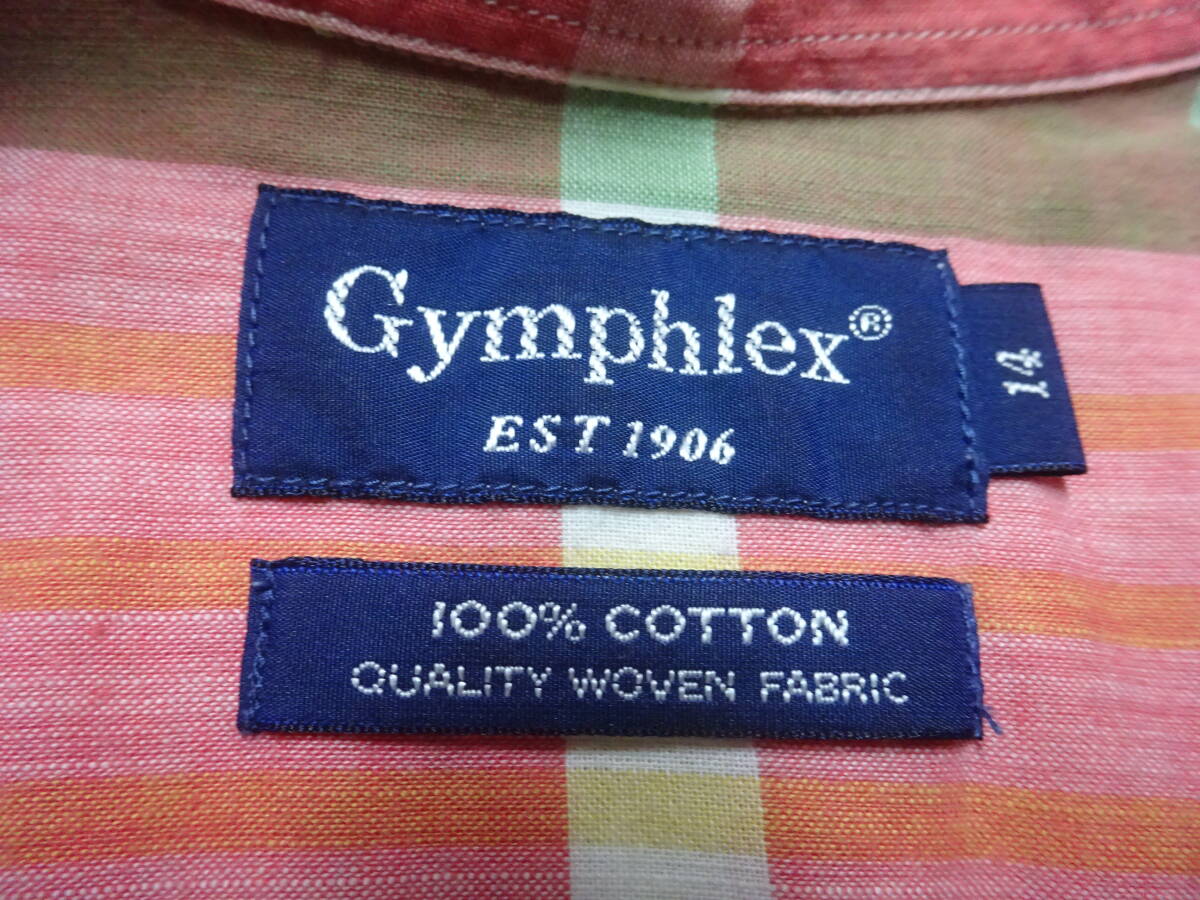 Gymphlex®
EST 1906
14
100% COTTON
QUALITY WOVEN FABRIC